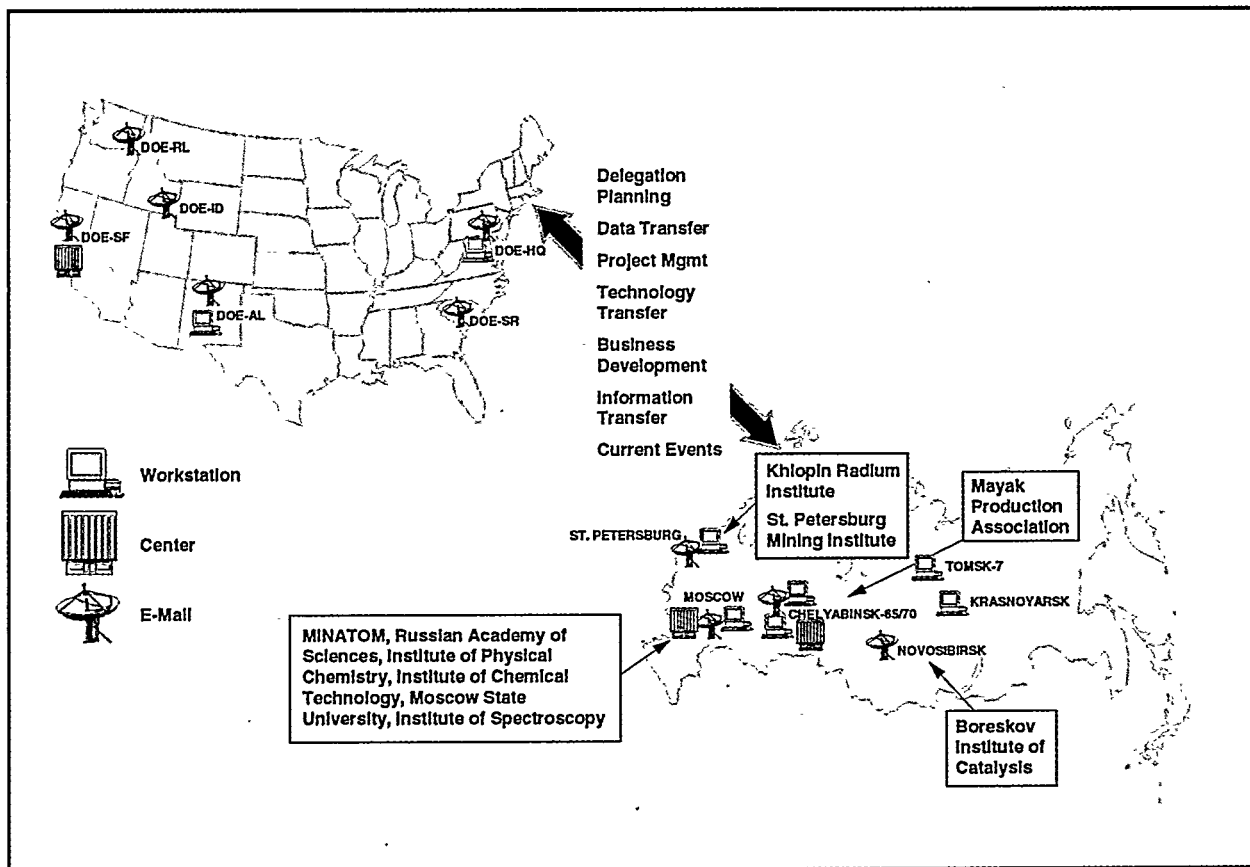 DOE-RL
DOE-ID
DOE-SF
DOE-HQ
DOE-AL
DOE-SR
Delegation
Planning
Data Transfer
Project Mgmt
Technology
Transfer
Business
Development
Information
Transfer
Current Events
Workstation
Center
E-Mail
Khlopin Radium
Institute
St. Petersburg
Mining Institute
Mayak
Production
Association
ST. PETERSBURG
TOMSK-7
MOSCOW
KRASNOYARSK
CHELYABINSK-65/70
NOVOSIBIRSK
MINATOM, Russian Academy of
Sciences, Institute of Physical
Chemistry, Institute of Chemical
Technology, Moscow State
University, Institute of Spectroscopy
Boreskov
Institute of
Catalysis